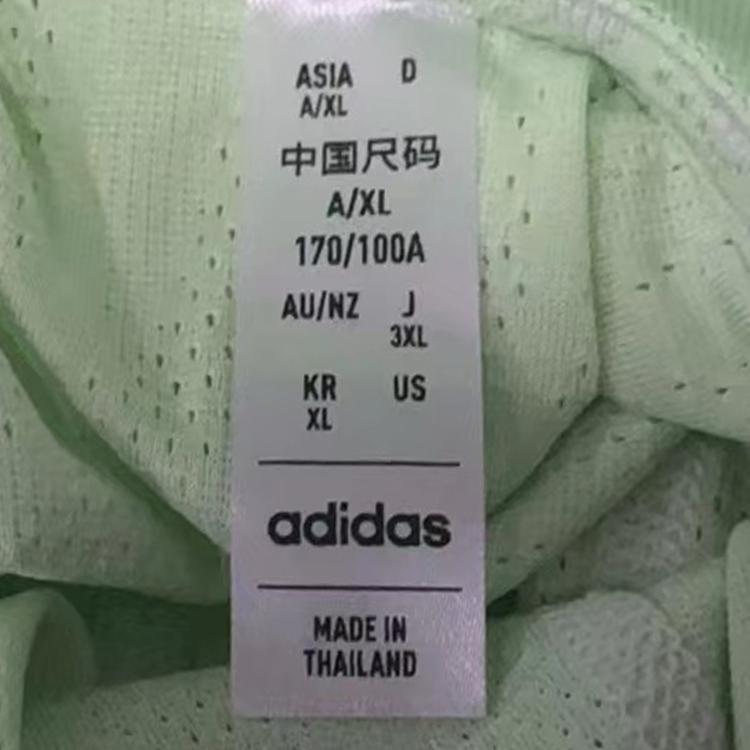 ASIA D
A/XL
中国尺码
A/XL
170/100A
AU/NZ J
3XL
KR US
XL
adidas
MADE IN
THAILAND